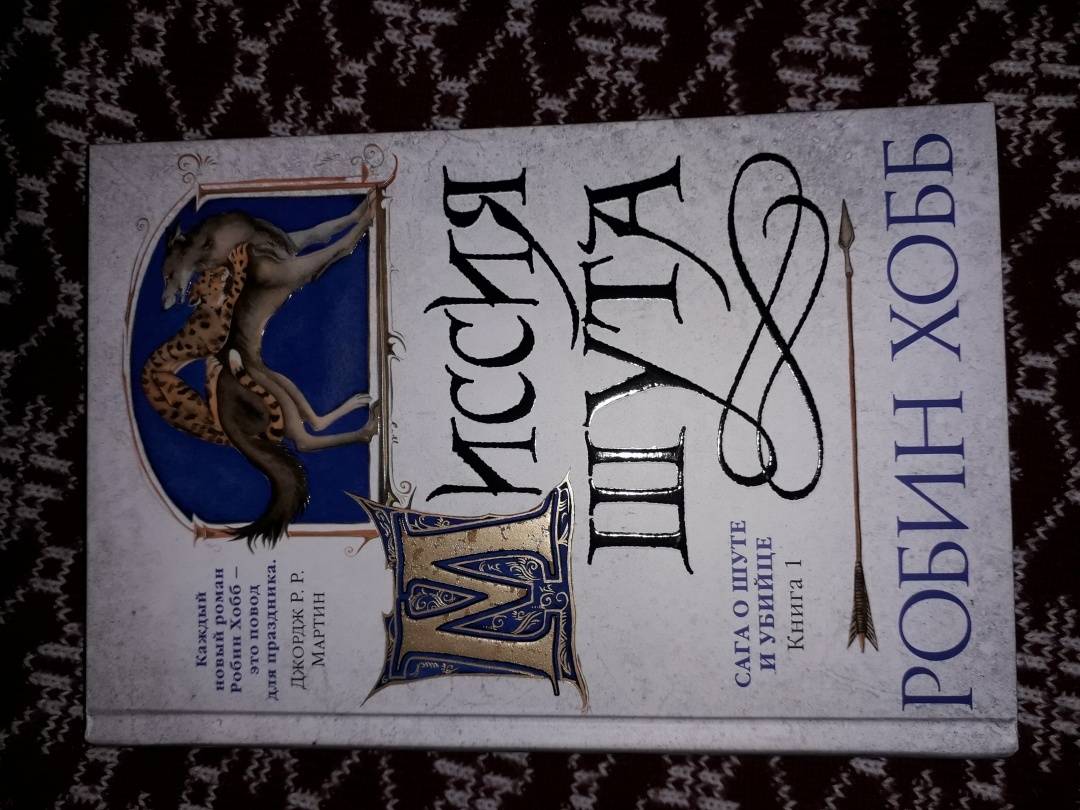 Каждый
новый роман
Робин Хобб –
это повод
для праздника.
ДЖОРДЖ Р. Р.
МАРТИН
МИССИЯ
ШУТА
САГА О ШУТЕ
И УБИЙЦЕ
Книга 1
РОБИН ХОББ